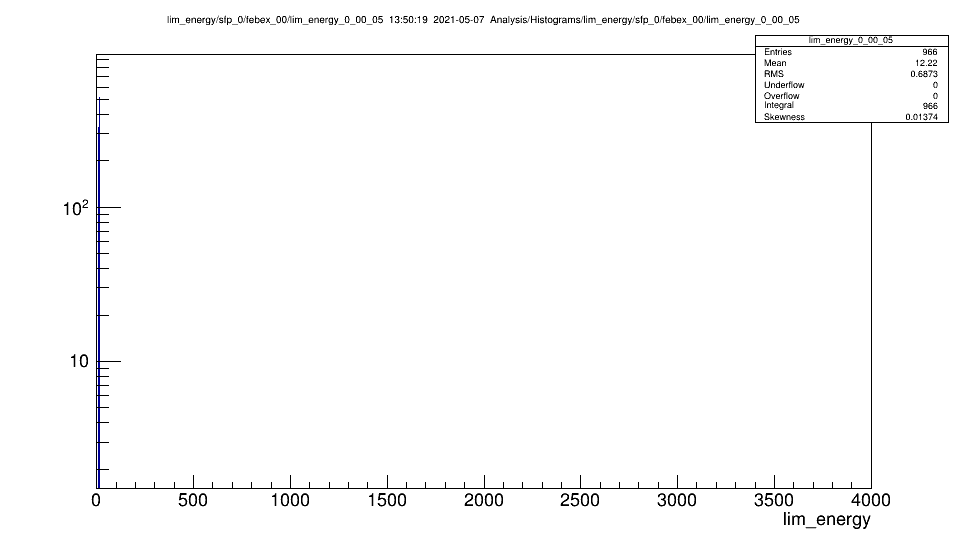 lim_energy/sfp_0/febex_00/lim_energy_0_00_05 13:50:19 2021-05-07 Analysis/Histograms/lim_energy/sfp_0/febex_00/lim_energy_0_00_05
lim_energy_0_00_05
Entries 966
Mean 12.22
RMS 0.6873
Underflow 0
Overflow 0
Integral 966
Skewness 0.01374
10²
10
0 500 1000 1500 2000 2500 3000 3500 4000
lim_energy